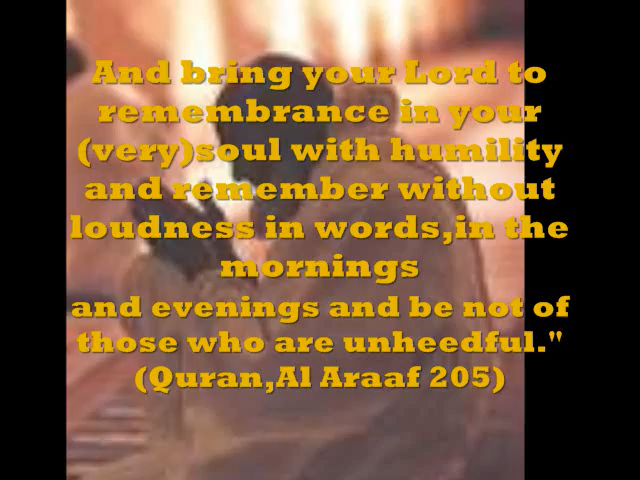 And bring your Lord to
remembrance in your
(very)soul with humility
and remember without
loudness in words,in the
mornings
and evenings and be not of
those who are unheedful."
(Quran,Al Araaf 205)